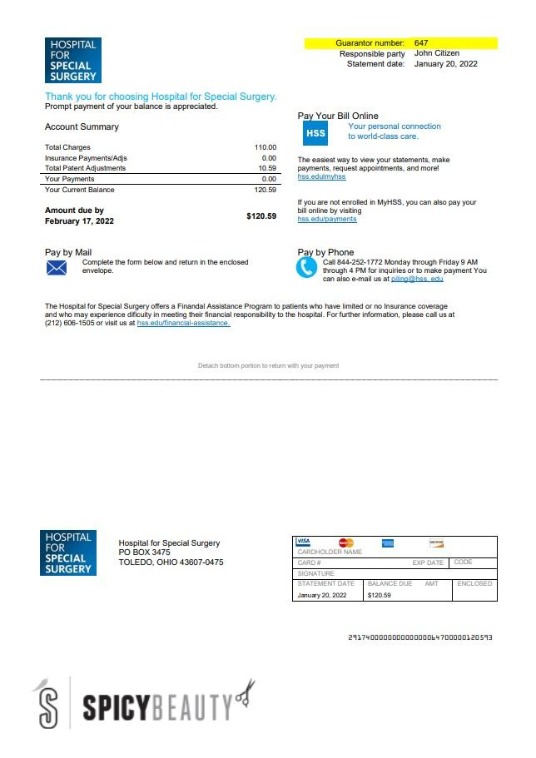 HOSPITAL
FOR
SPECIAL
SURGERY
Guarantor number: 647
Responsible party John Citizen
Statement date: January 20, 2022
Thank you for choosing Hospital for Special Surgery.
Prompt payment of your balance is appreciated.
Account Summary
Total Charges 110.00
Insurance Payments/Adjs 0.00
Total Patent Adjustments 10.59
Your Payments 0.00
Your Current Balance 120.59
Amount due by
February 17, 2022 $120.59
Pay Your Bill Online
HSS
Your personal connection
to world-class care.
The easiest way to view your statements, make
payments, request appointments, and more!
hss.edulmyhss
If you are not enrolled in MyHSS, you can also pay your
bill online by visiting
hss.edu/payments
Pay by Mail
Complete the form below and return in the enclosed
envelope.
Pay by Phone
Call 844-252-1772 Monday through Friday 9 AM
through 4 PM for inquiries or to make payment You
can also e-mail us at piling@hss_edu
The Hospital for Special Surgery offers a Finandal Assistance Program to patients who have limited or no Insurance coverage
and who may experience dificulty in meeting their financial responsibility to the hospital. For further information, please call us at
(212) 606-1505 or visit us at hss.edu/financial-assistance.
Detach bottom portion to return with your payment
HOSPITAL
FOR
SPECIAL
SURGERY
Hospital for Special Surgery
PO BOX 3475
TOLEDO, OHIO 43607-0475
VISA MasterCard
CARDHOLDER NAME
CARD # EXP DATE CODE
SIGNATURE
STATEMENT DATE BALANCE DUE AMT ENCLOSED
January 20, 2022 $120.59
S SPICYBEAUTY